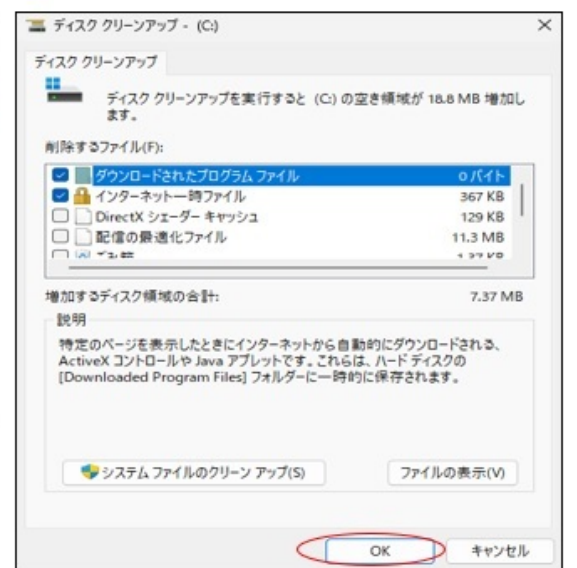 ディスク クリーンアップ - (C:)
ディスク クリーンアップ
ディスク クリーンアップを実行すると (C:) の空き領域が 18.8 MB 増加し
ます。
削除するファイル(F):
ダウンロードされたプログラム ファイル 0 バイト
インターネット一時ファイル 367 KB
DirectX シェーダー キャッシュ 129 KB
配信の最適化ファイル 11.3 MB
ごみ箱 1.37 KB
増加するディスク領域の合計: 7.37 MB
説明
特定のページを表示したときにインターネットから自動的にダウンロードされる、
ActiveX コントロールや Java アプレットです。これらは、ハード ディスクの
[Downloaded Program Files] フォルダーに一時的に保存されます。
システム ファイルのクリーン アップ(S) ファイルの表示(V)
OK キャンセル